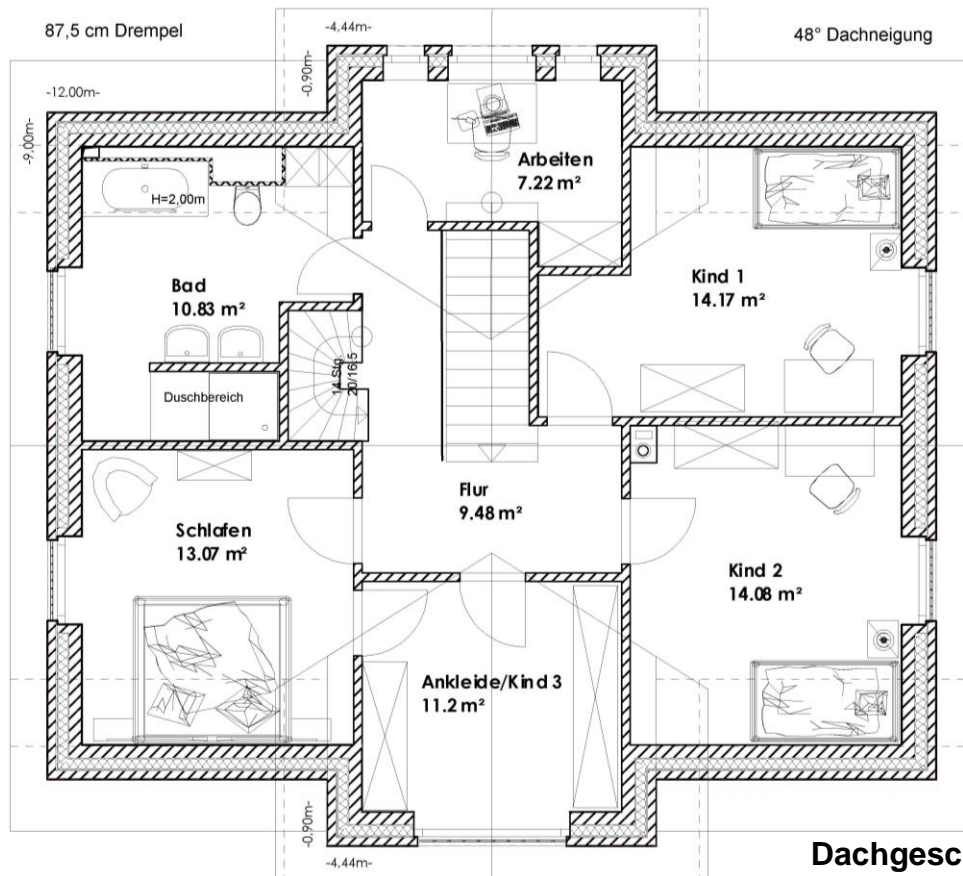 87,5 cm Drempel
-4,44m-
48° Dachneigung
-0.90m-
-12.00m-
-9.00m-
Arbeiten
7.22 m²
H=2,00m
Bad
10.83 m²
Kind 1
14.17 m²
14 Stg.
20/16.5
Duschbereich
Flur
9.48 m²
Schlafen
13.07 m²
Kind 2
14.08 m²
Ankleide/Kind 3
11.2 m²
-0.90m-
-4,44m-
Dachgesc